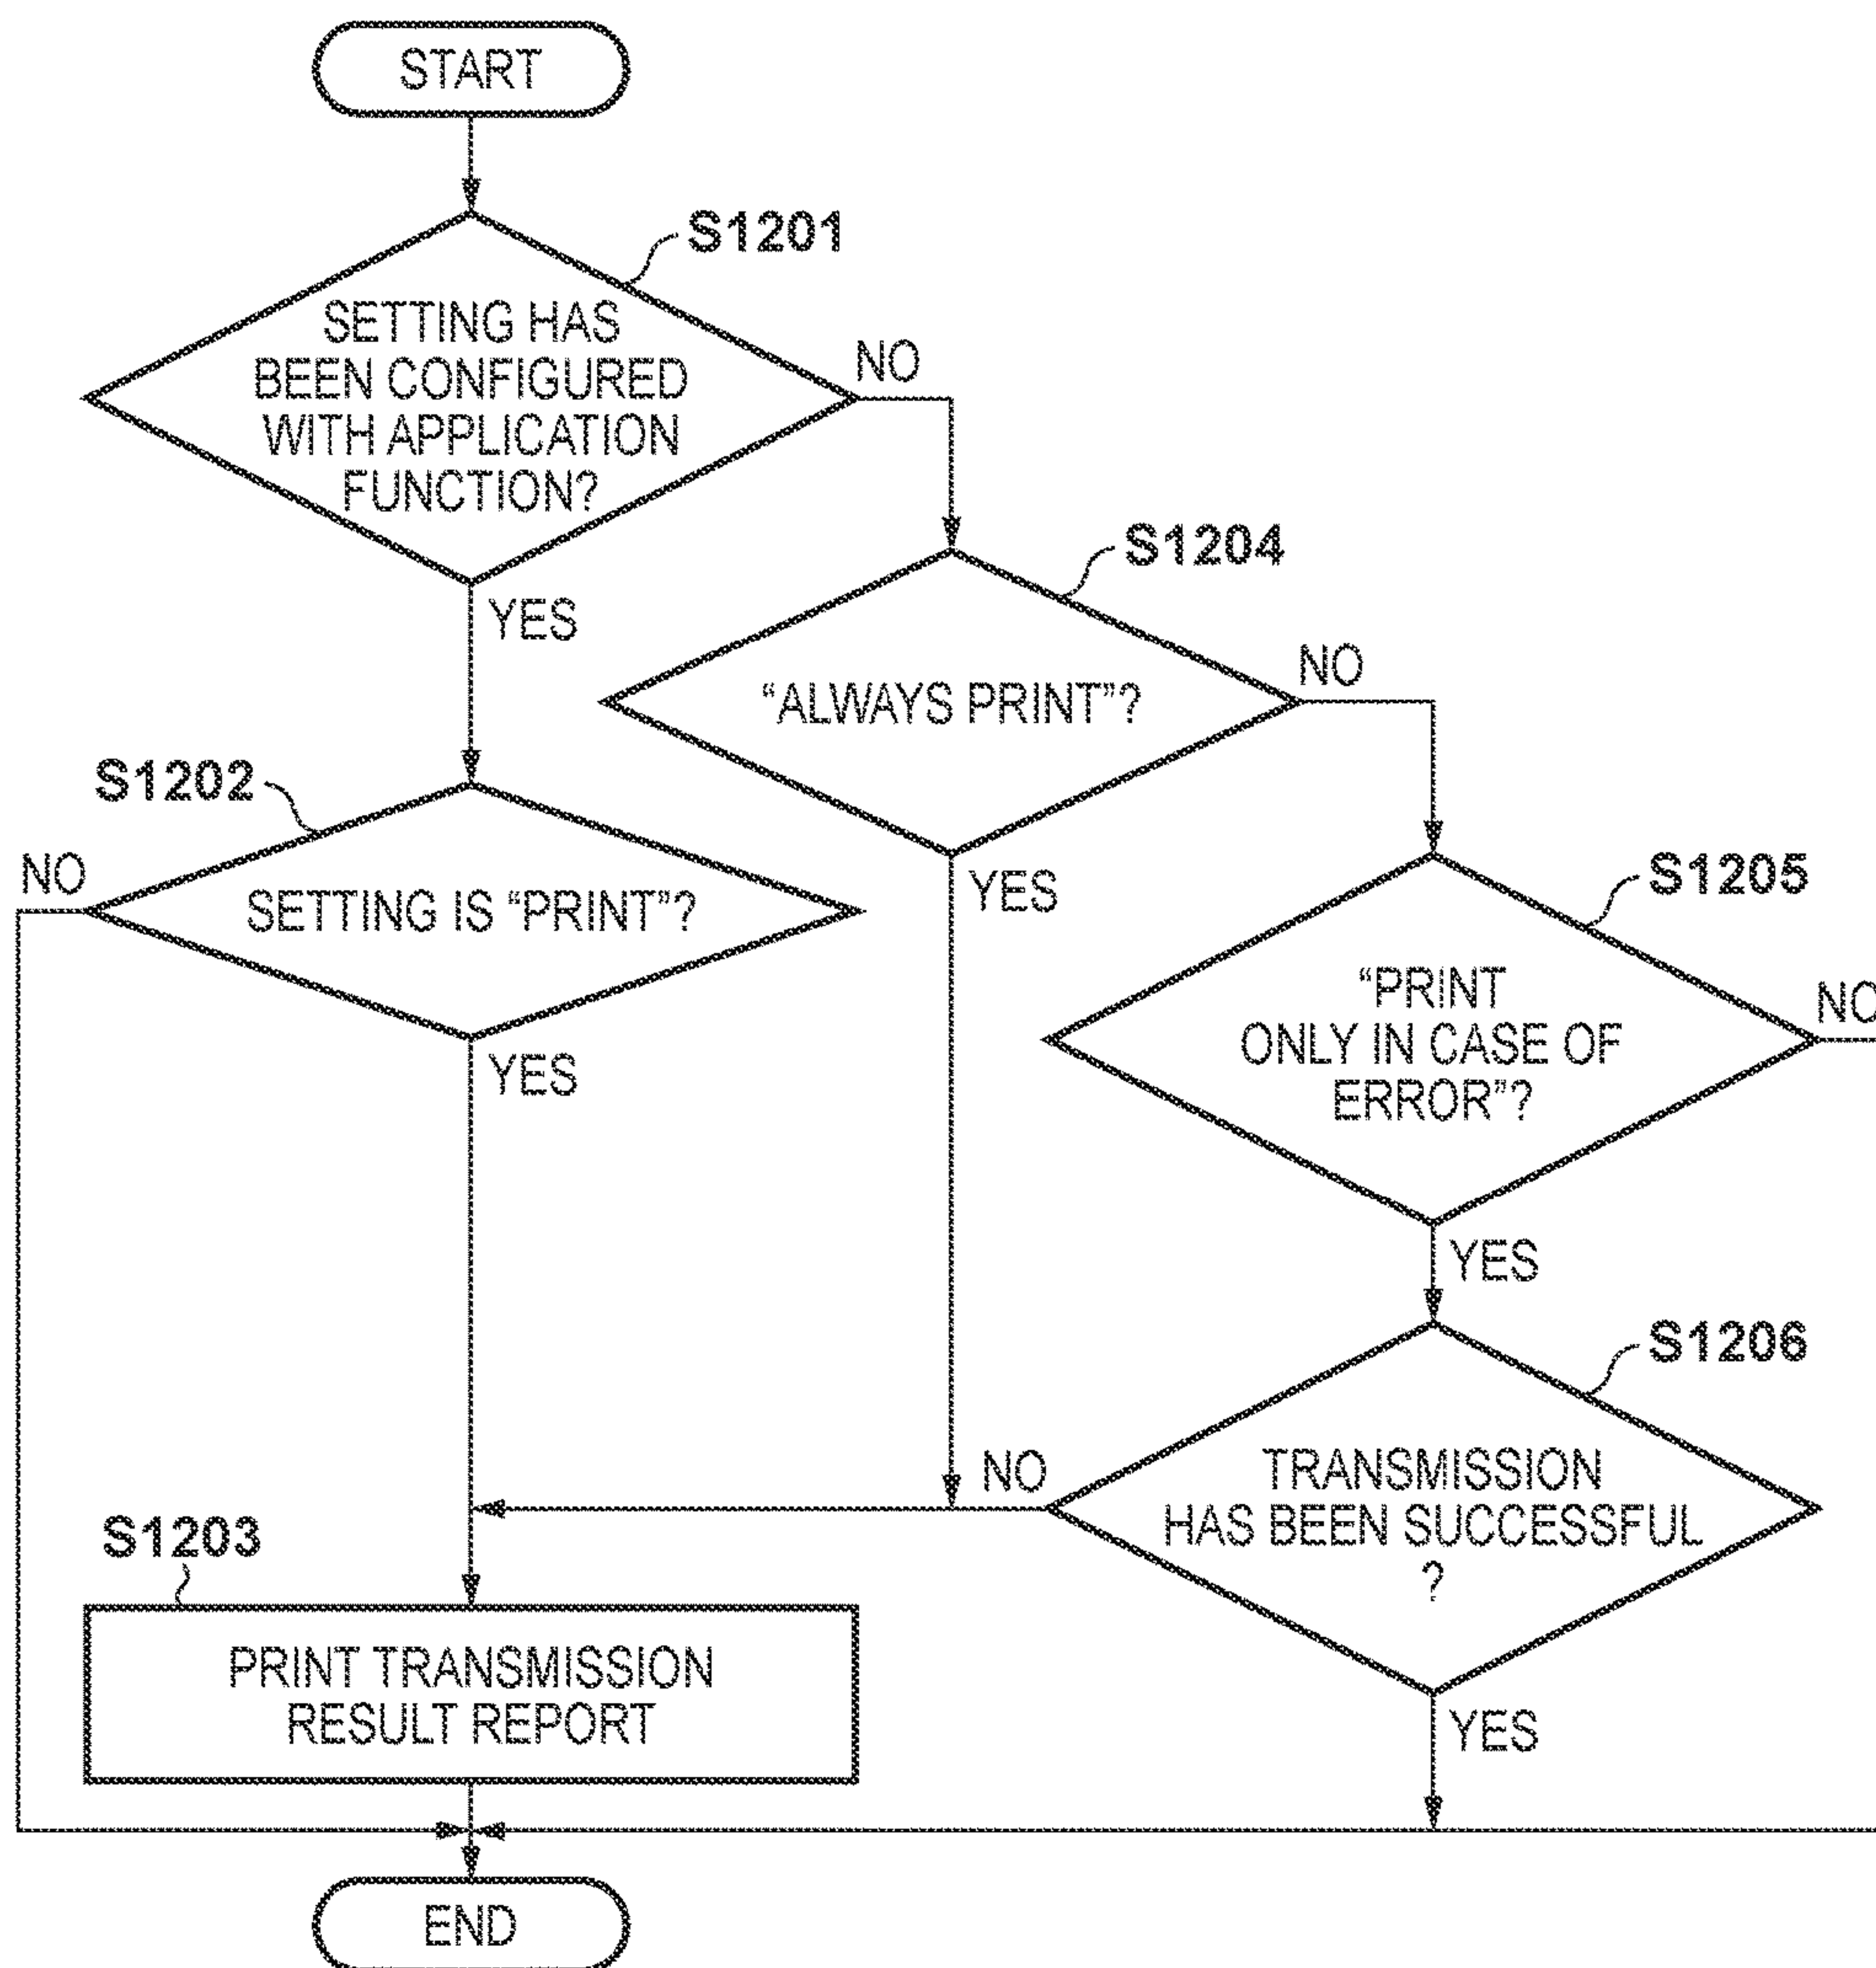 START
S1201
SETTING HAS
BEEN CONFIGURED
WITH APPLICATION
FUNCTION?
NO
YES
S1204
"ALWAYS PRINT"?
NO
YES
S1202
SETTING IS "PRINT"?
NO
YES
S1205
"PRINT
ONLY IN CASE OF
ERROR"?
NO
YES
S1206
TRANSMISSION
HAS BEEN SUCCESSFUL
?
NO
YES
S1203
PRINT TRANSMISSION
RESULT REPORT
END